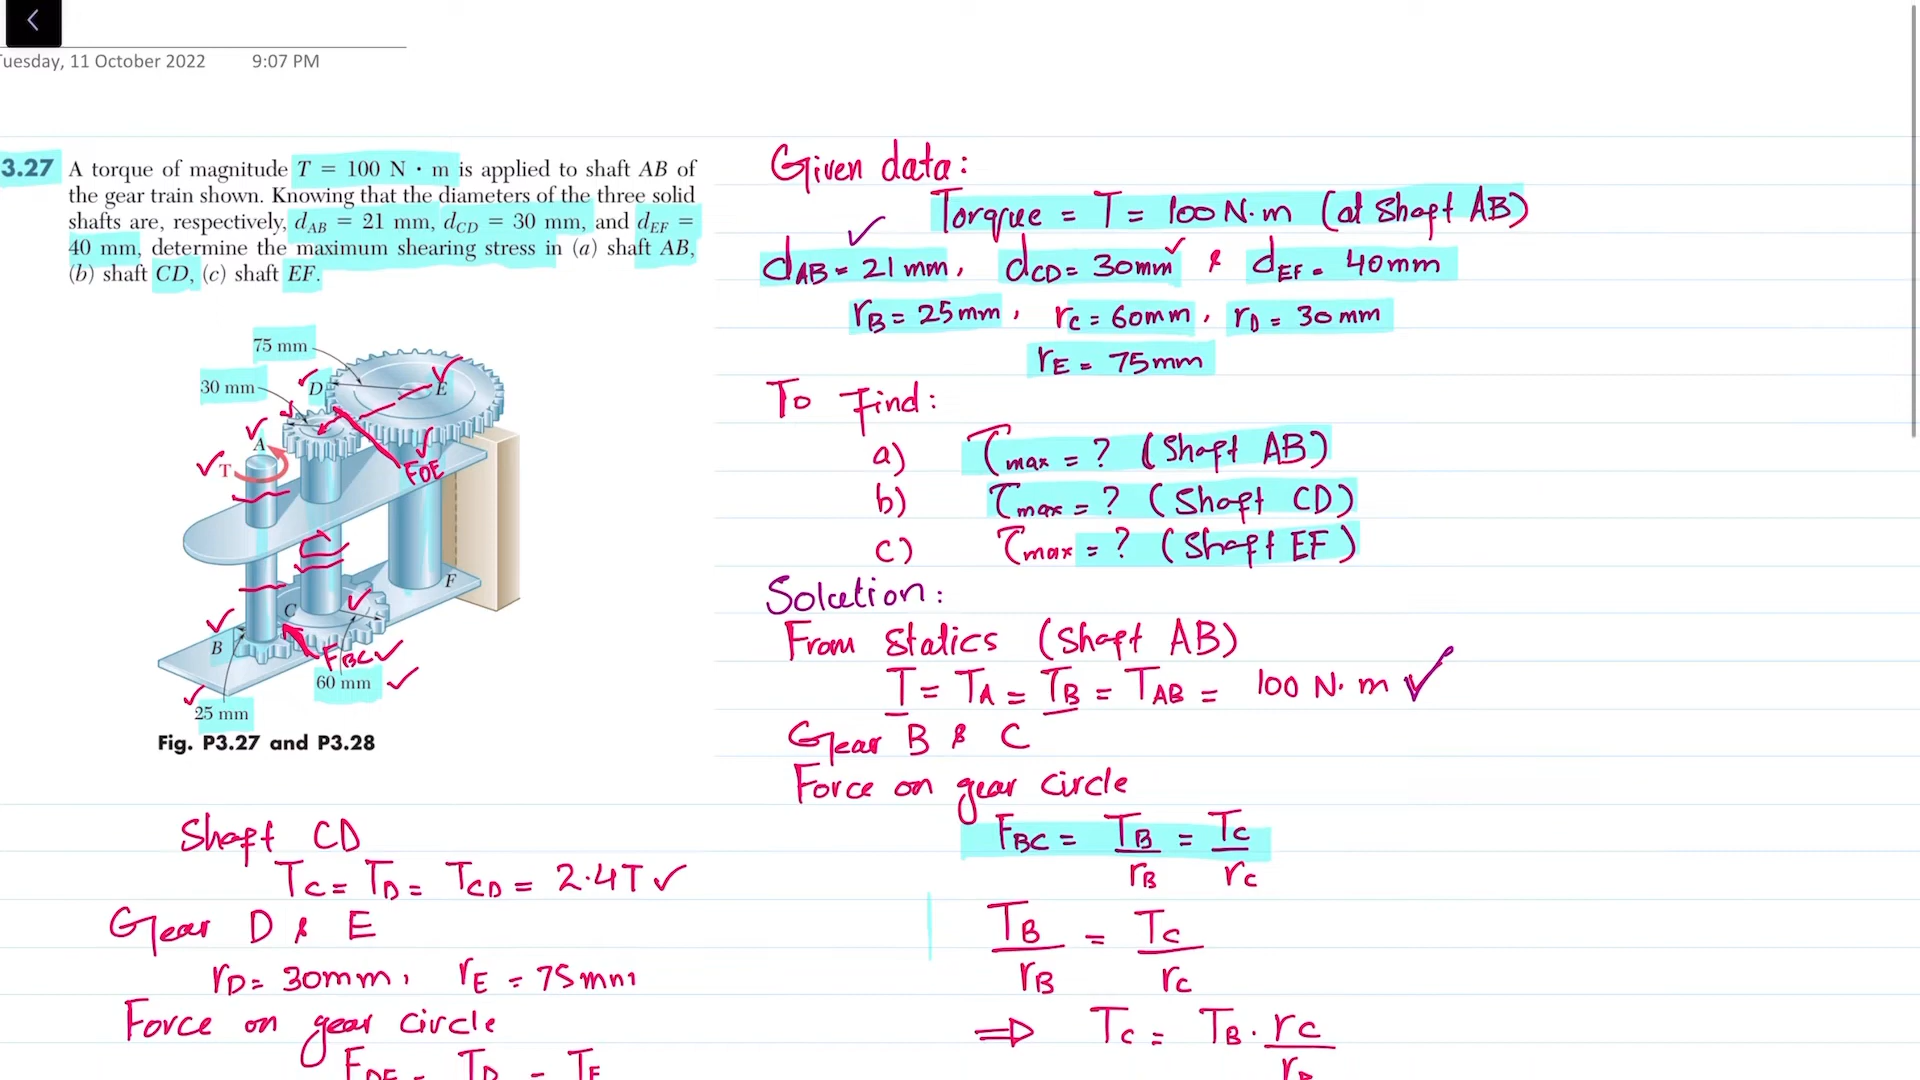 Tuesday, 11 October 2022 9:07 PM
3.27 A torque of magnitude T = 100 N · m is applied to shaft AB of
the gear train shown. Knowing that the diameters of the three solid
shafts are, respectively, dAB = 21 mm, dCD = 30 mm, and dEF =
40 mm, determine the maximum shearing stress in (a) shaft AB,
(b) shaft CD, (c) shaft EF.
75 mm
30 mm
D
E
A
T
FDE
F
C
B
FBC
60 mm
25 mm
Fig. P3.27 and P3.28
Shaft CD
TC = TD = TCD = 2.4T ✓
Gear D & E
rD = 30mm, rE = 75mm
Force on gear circle
FDE = TD = TE
Given data:
Torque = T = 100 N·m (at Shaft AB)
dAB = 21 mm, dCD = 30mm & dEF = 40mm
rB = 25mm, rC = 60mm, rD = 30mm
rE = 75mm
To Find:
a) τmax = ? (Shaft AB)
b) τmax = ? (Shaft CD)
c) τmax = ? (Shaft EF)
Solution:
From Statics (Shaft AB)
T = TA = TB = TAB = 100 N·m ✓
Gear B & C
Force on gear circle
FBC = TB/rB = TC/rC
TB/rB = TC/rC
⇒ TC = TB · rC/rB